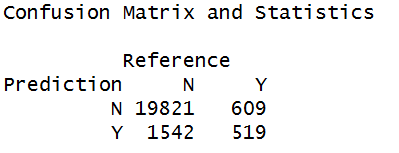 Confusion Matrix and Statistics
Reference
Prediction N Y
N 19821 609
Y 1542 519